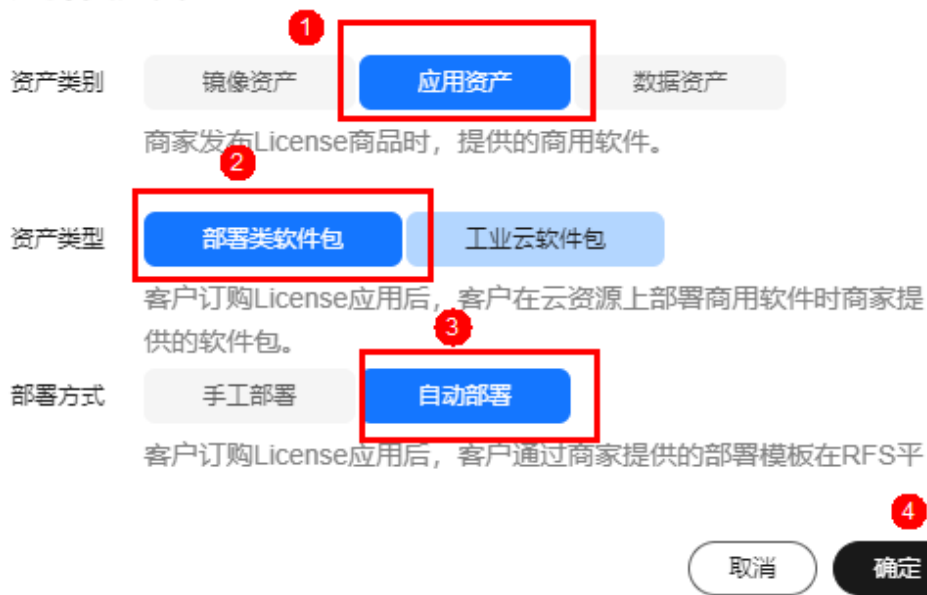 1
资产类别 镜像资产 应用资产 数据资产
商家发布License商品时，提供的商用软件。
2
资产类型 部署类软件包 工业云软件包
客户订购License应用后，客户在云资源上部署商用软件时商家提
供的软件包。
3
部署方式 手工部署 自动部署
客户订购License应用后，客户通过商家提供的部署模板在RFS平
4
取消 确定